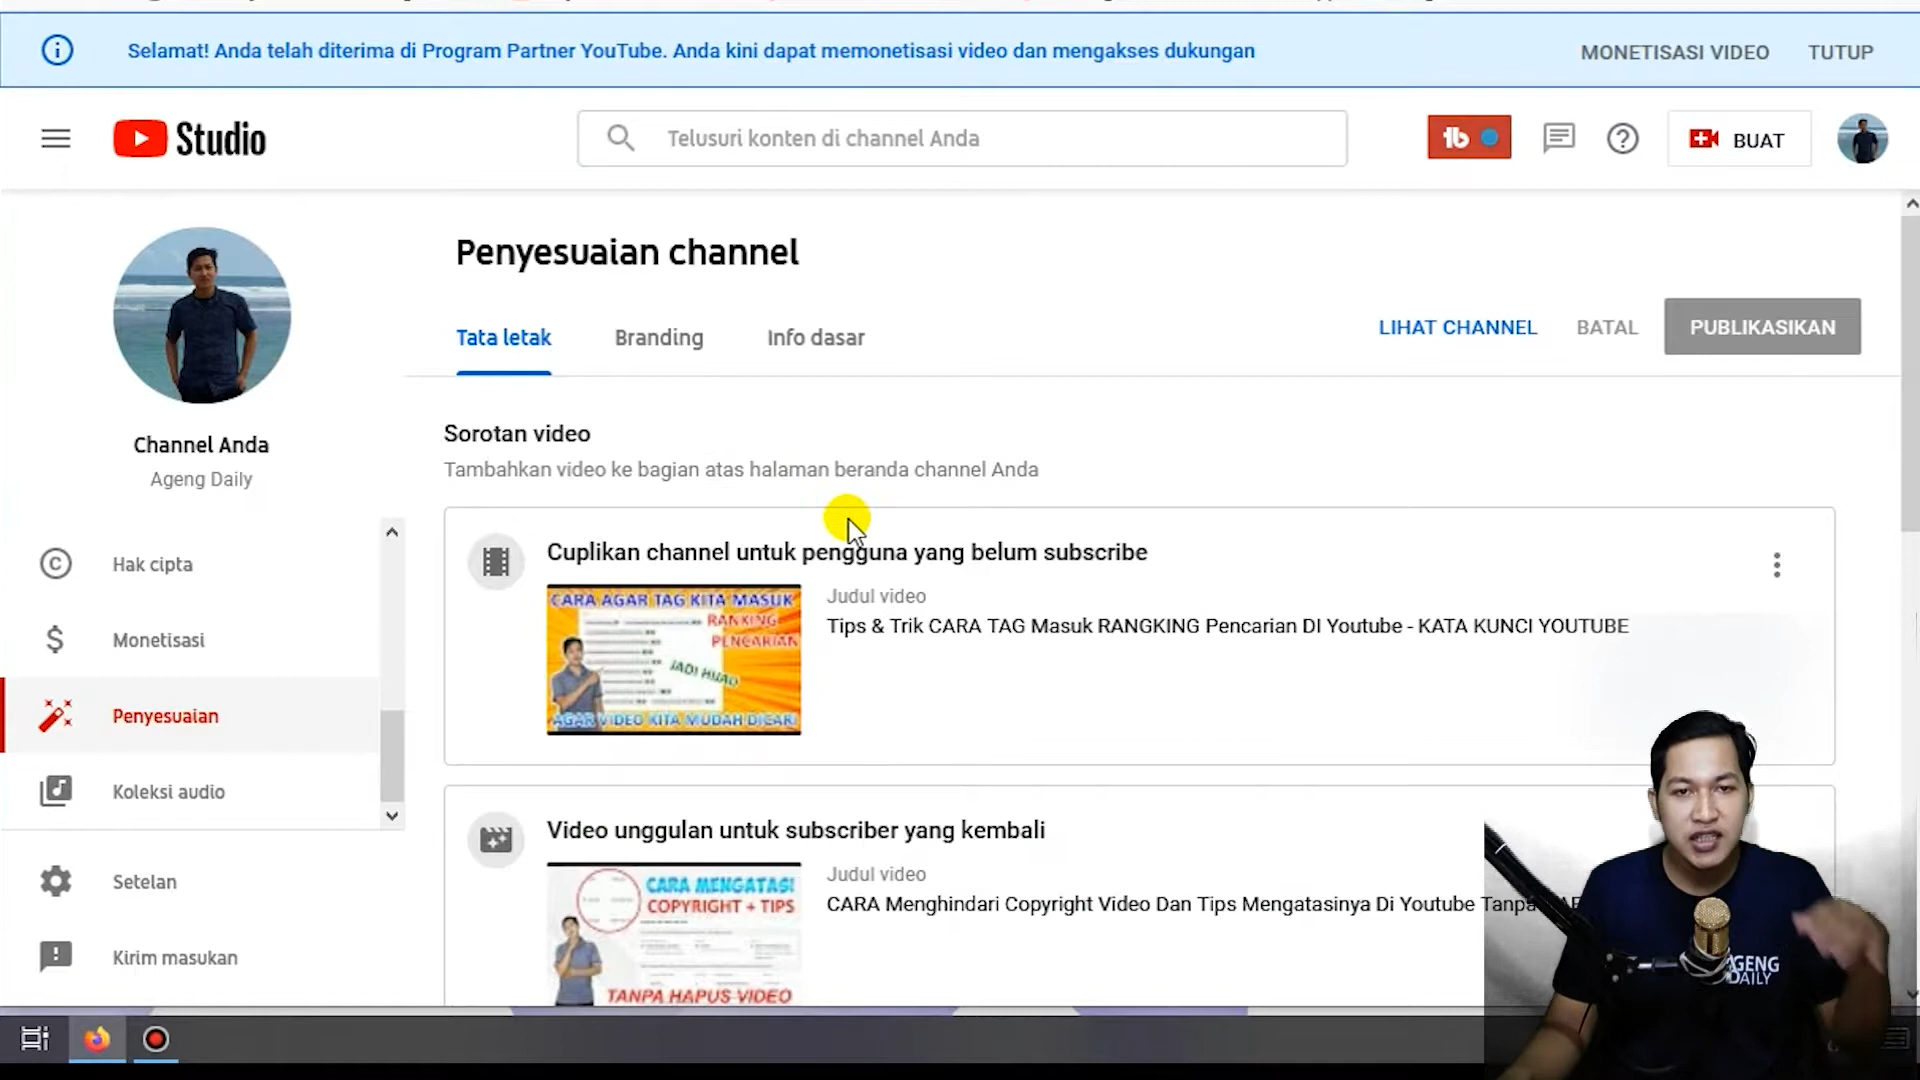 Selamat! Anda telah diterima di Program Partner YouTube. Anda kini dapat memonetisasi video dan mengakses dukungan
MONETISASI VIDEO
TUTUP
Studio
Telusuri konten di channel Anda
BUAT
Penyesuaian channel
Tata letak
Branding
Info dasar
LIHAT CHANNEL
BATAL
PUBLIKASIKAN
Channel Anda
Ageng Daily
Hak cipta
Monetisasi
Penyesuaian
Koleksi audio
Setelan
Kirim masukan
Sorotan video
Tambahkan video ke bagian atas halaman beranda channel Anda
Cuplikan channel untuk pengguna yang belum subscribe
CARA AGAR TAG KITA MASUK
RANKING
PENCARIAN
JADI HIJAU
AGAR VIDEO KITA MUDAH DICARI
Judul video
Tips & Trik CARA TAG Masuk RANGKING Pencarian DI Youtube - KATA KUNCI YOUTUBE
Video unggulan untuk subscriber yang kembali
CARA MENGATASI
COPYRIGHT + TIPS
TANPA HAPUS VIDEO
Judul video
CARA Menghindari Copyright Video Dan Tips Mengatasinya Di Youtube Tanpa
AGENG
DAILY